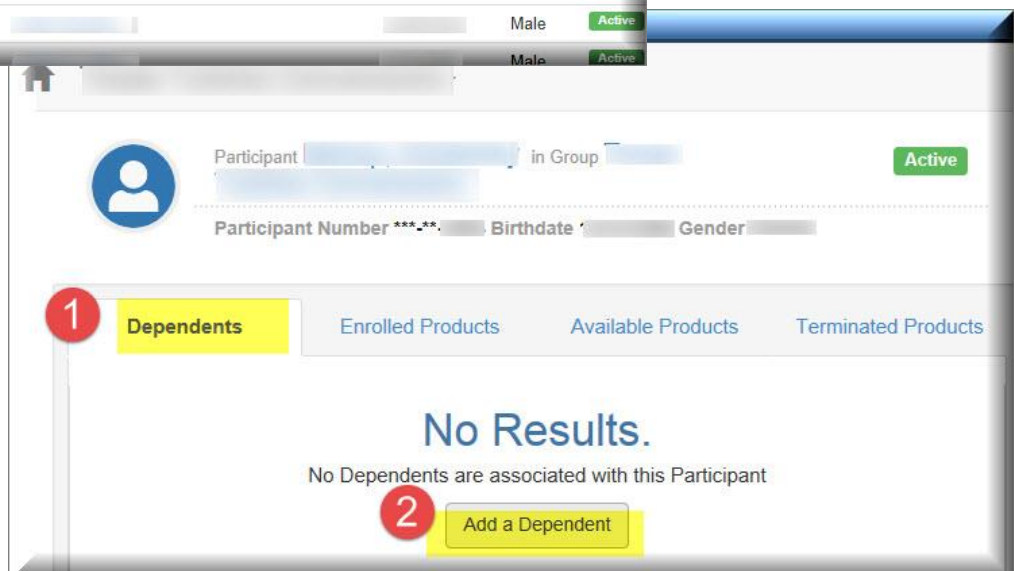 Male Active
Male Active
Participant in Group Active
Participant Number ***-**- Birthdate Gender
1 Dependents Enrolled Products Available Products Terminated Products
No Results.
No Dependents are associated with this Participant
2 Add a Dependent